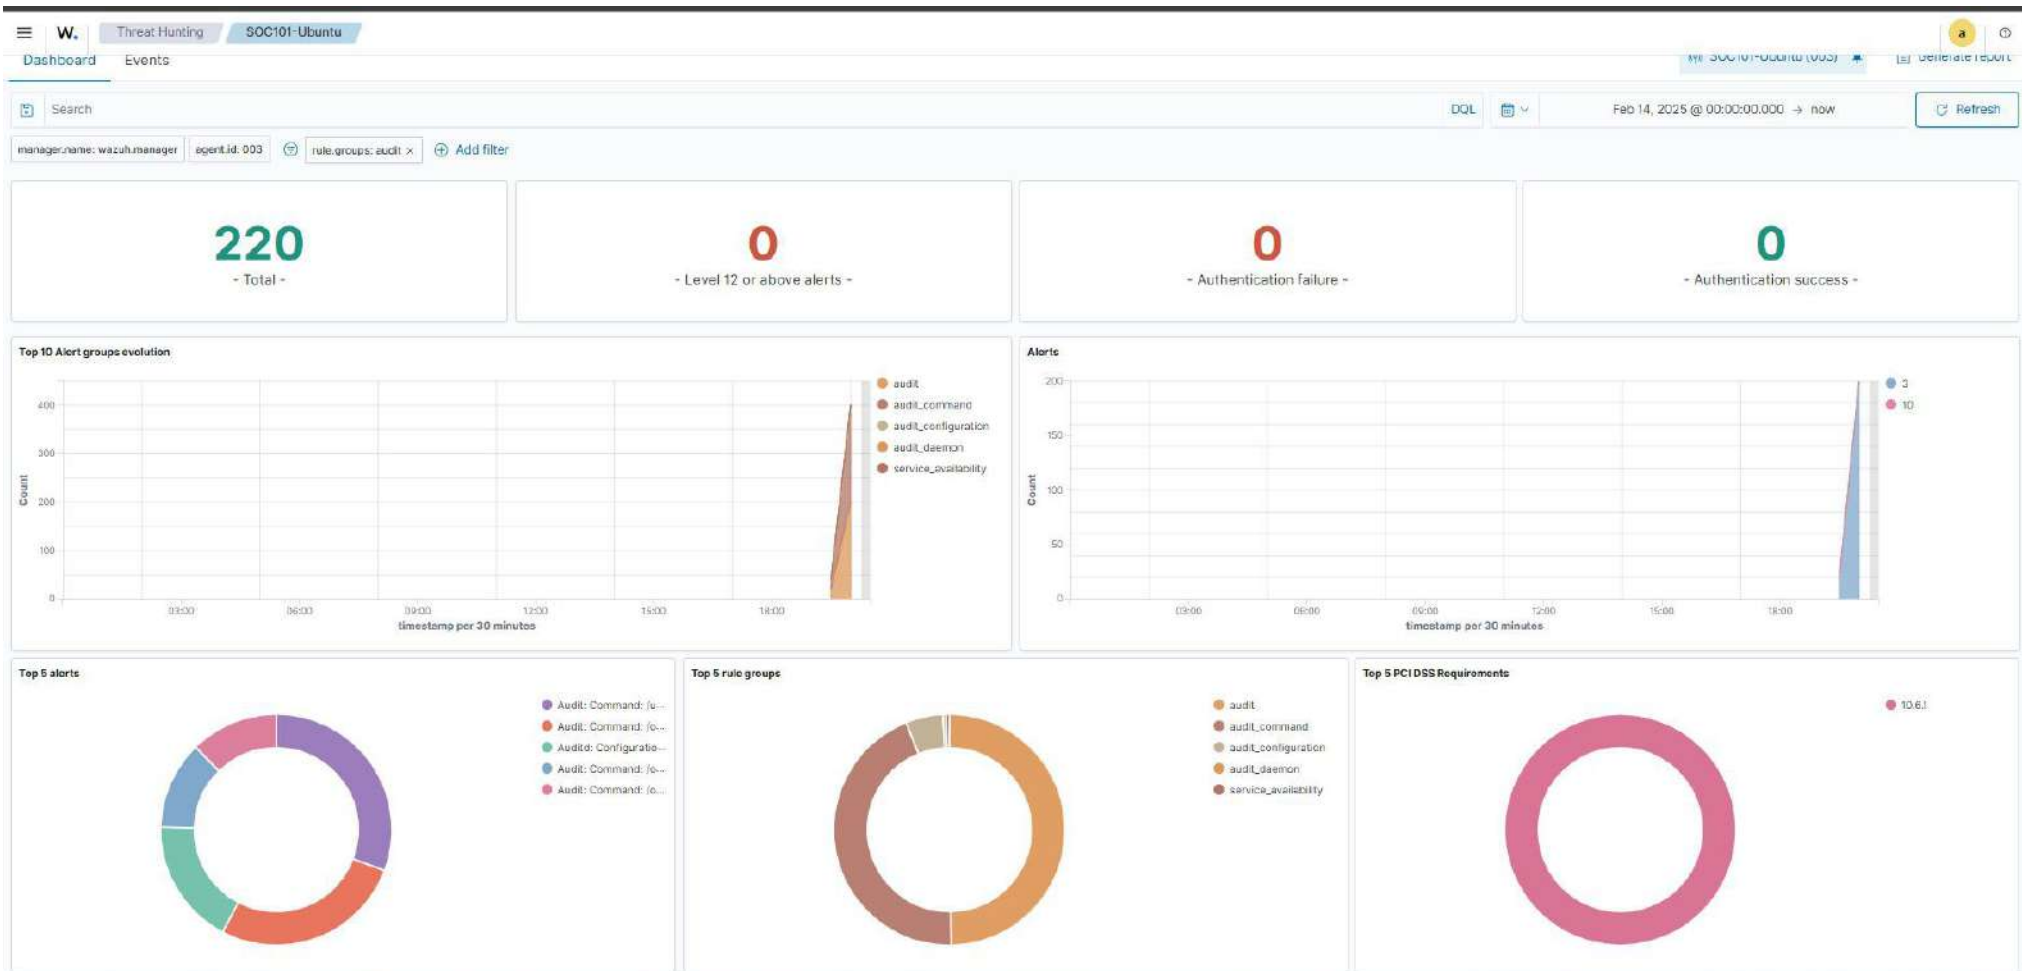 W. Threat Hunting SOC101-Ubuntu a
Dashboard Events SOC101-Ubuntu (003) Generate report
Search DQL Feb 14, 2025 @ 00:00:00.000 → now Refresh
manager.name: wazuh.manager agent.id: 003 rule.groups: audit × Add filter
220 0 0 0
- Total - - Level 12 or above alerts - - Authentication failure - - Authentication success -
Top 10 Alert groups evolution
Count
400
300
200
100
0
03:00 06:00 09:00 12:00 15:00 18:00
timestamp per 30 minutes
audit
audit_command
audit_configuration
audit_daemon
service_availability
Alerts
Count
200
150
100
50
0
03:00 06:00 09:00 12:00 15:00 18:00
timestamp per 30 minutes
3
10
Top 5 alerts
Audit: Command: /u...
Audit: Command: /o...
Auditd: Configuratio...
Audit: Command: /o...
Audit: Command: /o...
Top 5 rule groups
audit
audit_command
audit_configuration
audit_daemon
service_availability
Top 5 PCI DSS Requirements
10.6.1